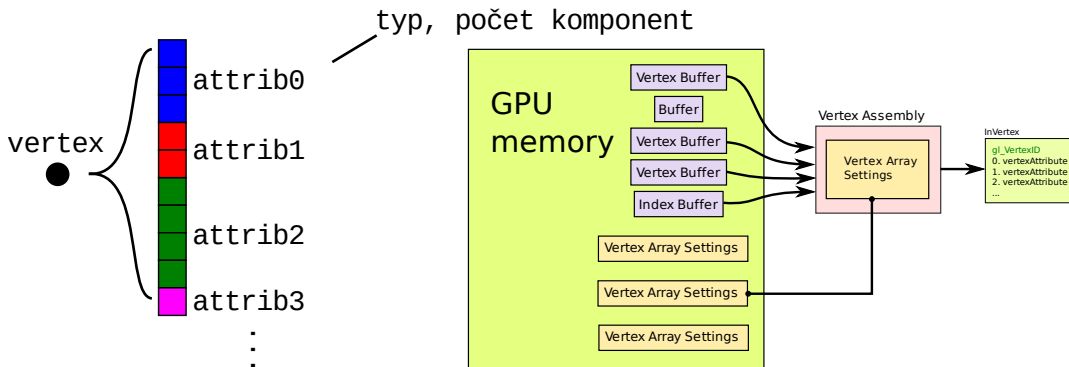 typ, počet komponent
attrib0
vertex
attrib1
attrib2
attrib3
GPU
memory
Vertex Buffer
Buffer
Vertex Buffer
Vertex Buffer
Index Buffer
Vertex Array Settings
Vertex Array Settings
Vertex Array Settings
Vertex Assembly
Vertex Array
Settings
InVertex
gl_VertexID
0. vertexAttribute
1. vertexAttribute
2. vertexAttribute
...